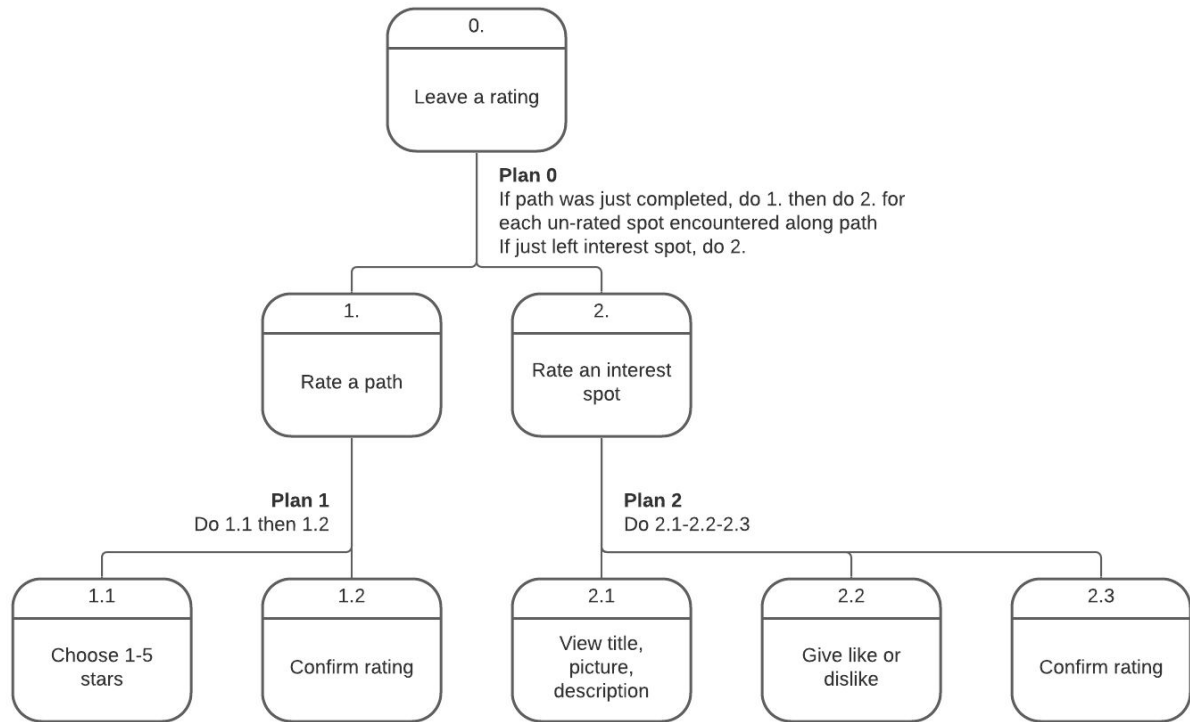 0.
Leave a rating
Plan 0
If path was just completed, do 1. then do 2. for
each un-rated spot encountered along path
If just left interest spot, do 2.
1.
Rate a path
2.
Rate an interest
spot
Plan 1
Do 1.1 then 1.2
Plan 2
Do 2.1-2.2-2.3
1.1
Choose 1-5
stars
1.2
Confirm rating
2.1
View title,
picture,
description
2.2
Give like or
dislike
2.3
Confirm rating